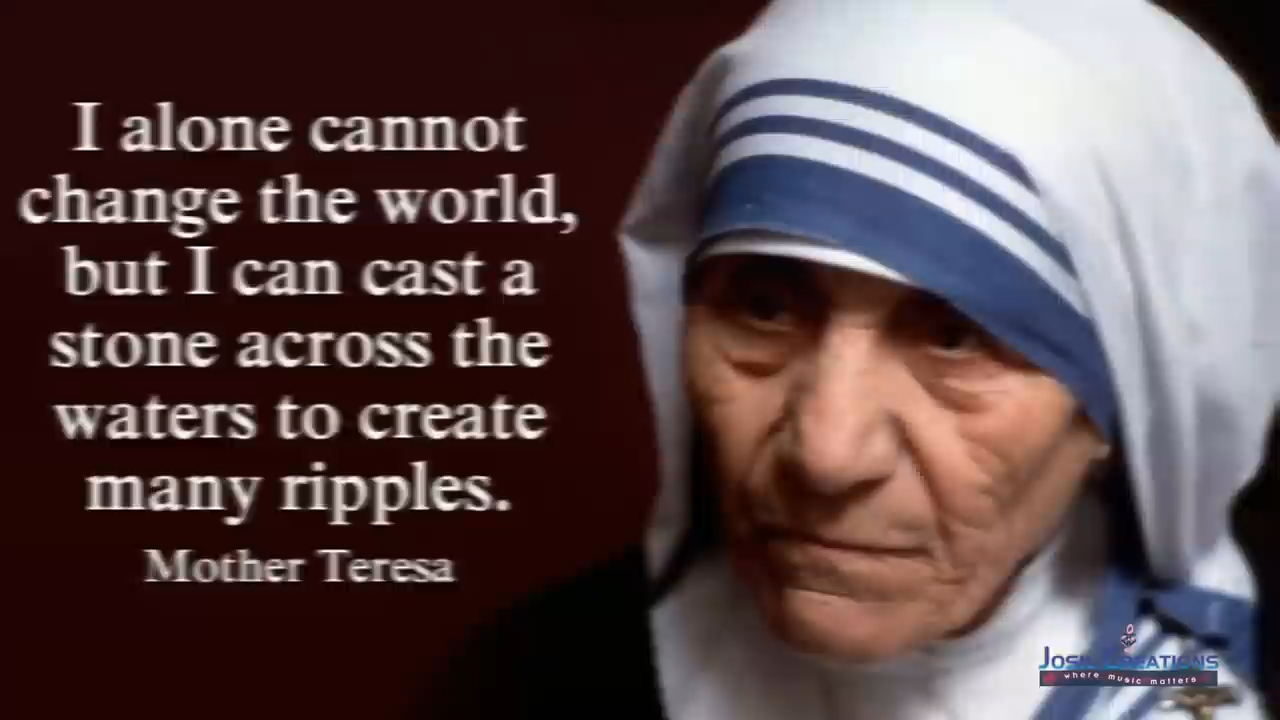 I alone cannot
change the world,
but I can cast a
stone across the
waters to create
many ripples.
Mother Teresa
where music matters